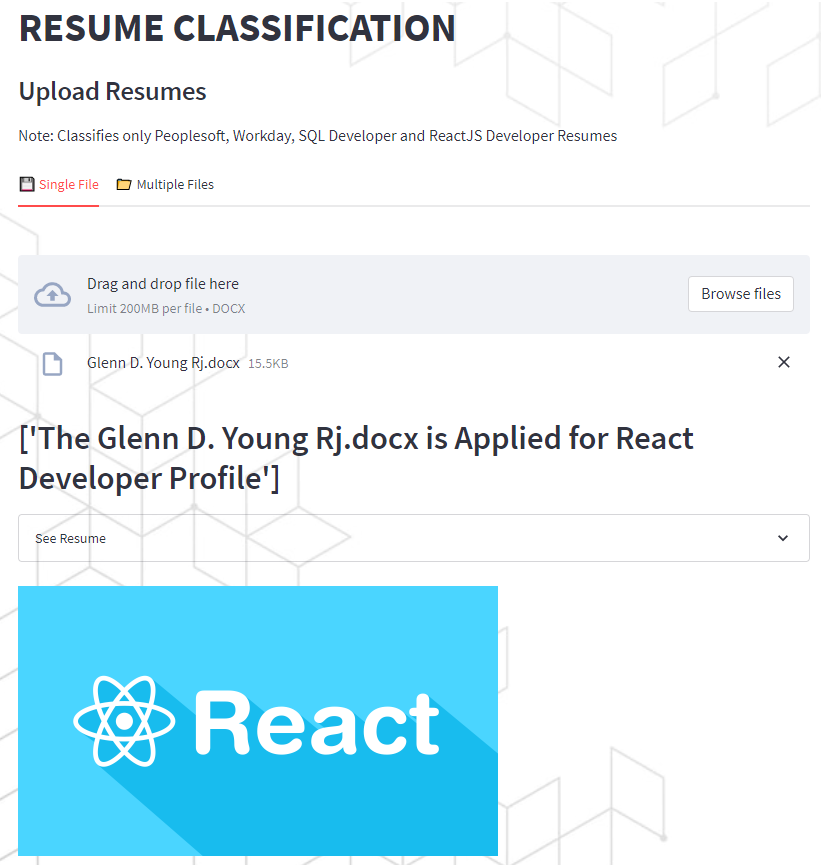 RESUME CLASSIFICATION
Upload Resumes
Note: Classifies only Peoplesoft, Workday, SQL Developer and ReactJS Developer Resumes
Single File
Multiple Files
Drag and drop file here
Limit 200MB per file • DOCX
Browse files
Glenn D. Young Rj.docx 15.5KB
['The Glenn D. Young Rj.docx is Applied for React
Developer Profile']
See Resume
React